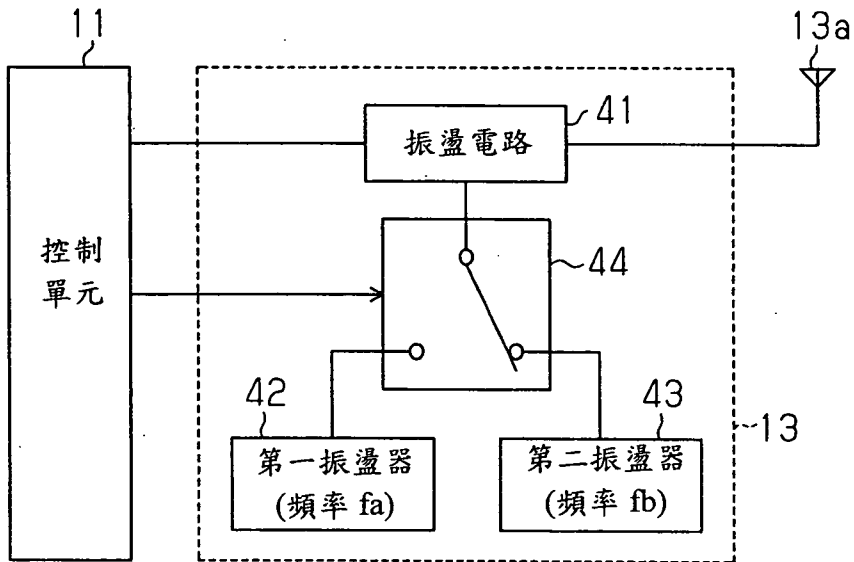 11
13a
41
振盪電路
控制
單元
44
42
43
13
第一振盪器
(頻率 fa)
第二振盪器
(頻率 fb)